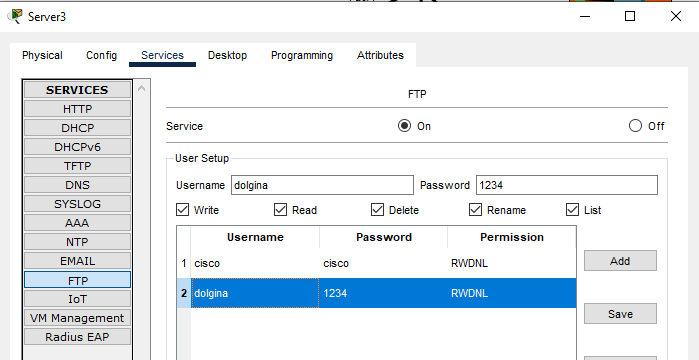 Server3
Physical Config Services Desktop Programming Attributes
SERVICES
HTTP
DHCP
DHCPv6
TFTP
DNS
SYSLOG
AAA
NTP
EMAIL
FTP
IoT
VM Management
Radius EAP
FTP
Service On Off
User Setup
Username dolgina Password 1234
Write Read Delete Rename List
Username Password Permission
1 cisco cisco RWDNL
2 dolgina 1234 RWDNL
Add
Save